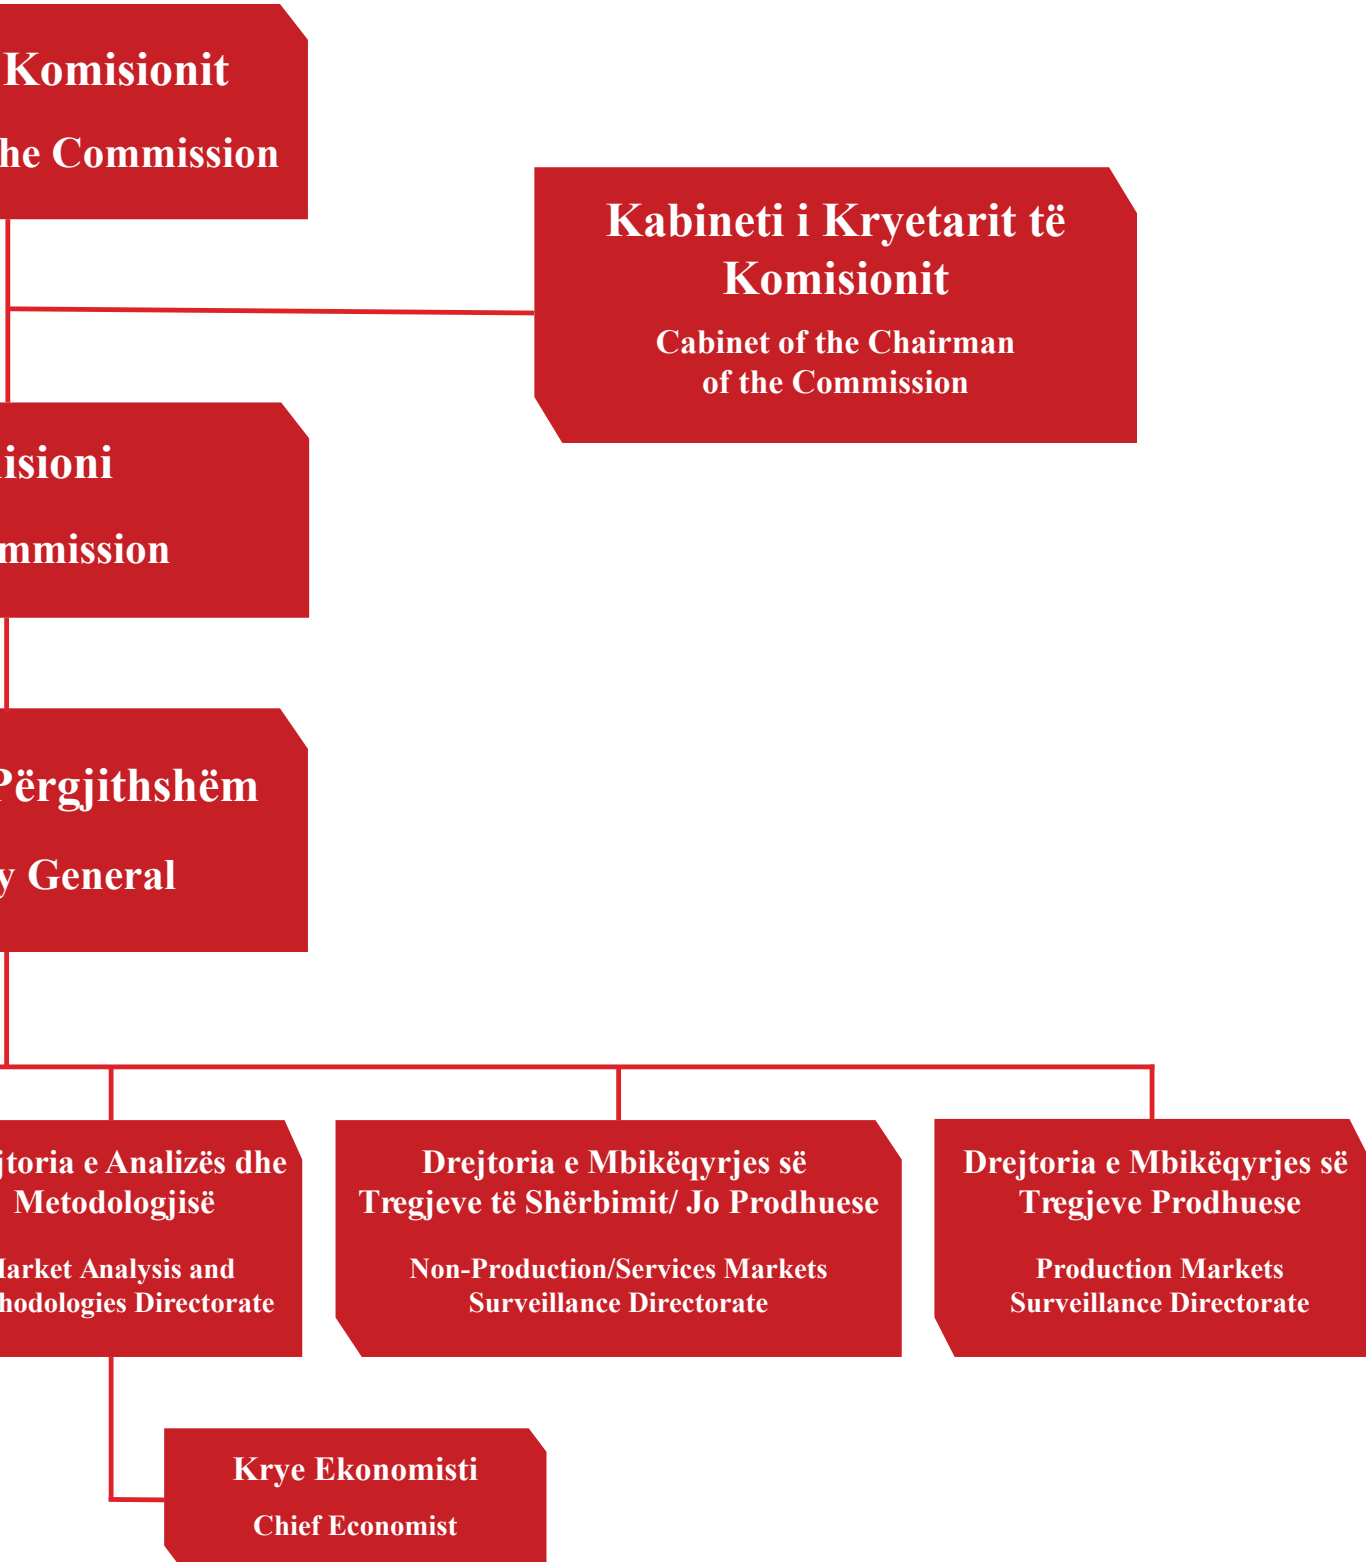 Komisionit
he Commission
Kabineti i Kryetarit të
Komisionit
Cabinet of the Chairman
of the Commission
isioni
mmission
Përgjithshëm
y General
jtoria e Analizës dhe
Metodologjisë
Market Analysis and
hodologies Directorate
Drejtoria e Mbikëqyrjes së
Tregjeve të Shërbimit/ Jo Prodhuese
Non-Production/Services Markets
Surveillance Directorate
Drejtoria e Mbikëqyrjes së
Tregjeve Prodhuese
Production Markets
Surveillance Directorate
Krye Ekonomisti
Chief Economist